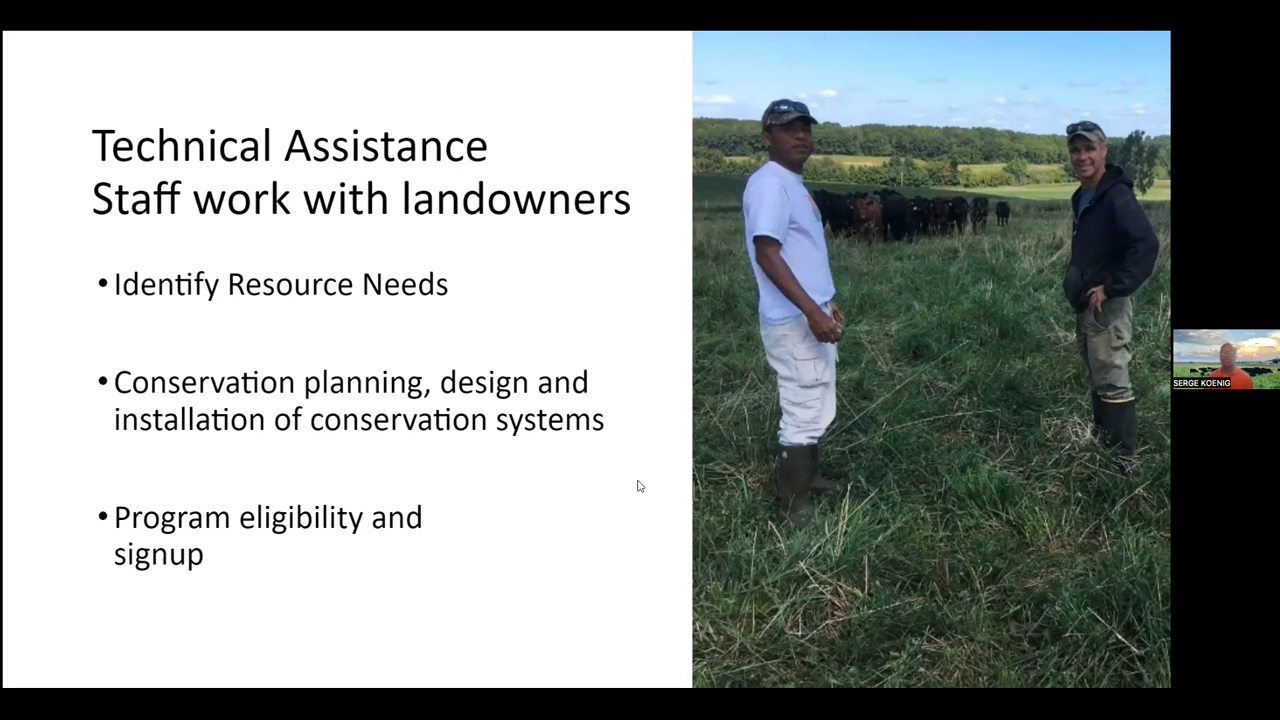 Technical Assistance
Staff work with landowners
•Identify Resource Needs
•Conservation planning, design and
installation of conservation systems
•Program eligibility and
signup
SERGE KOENIG